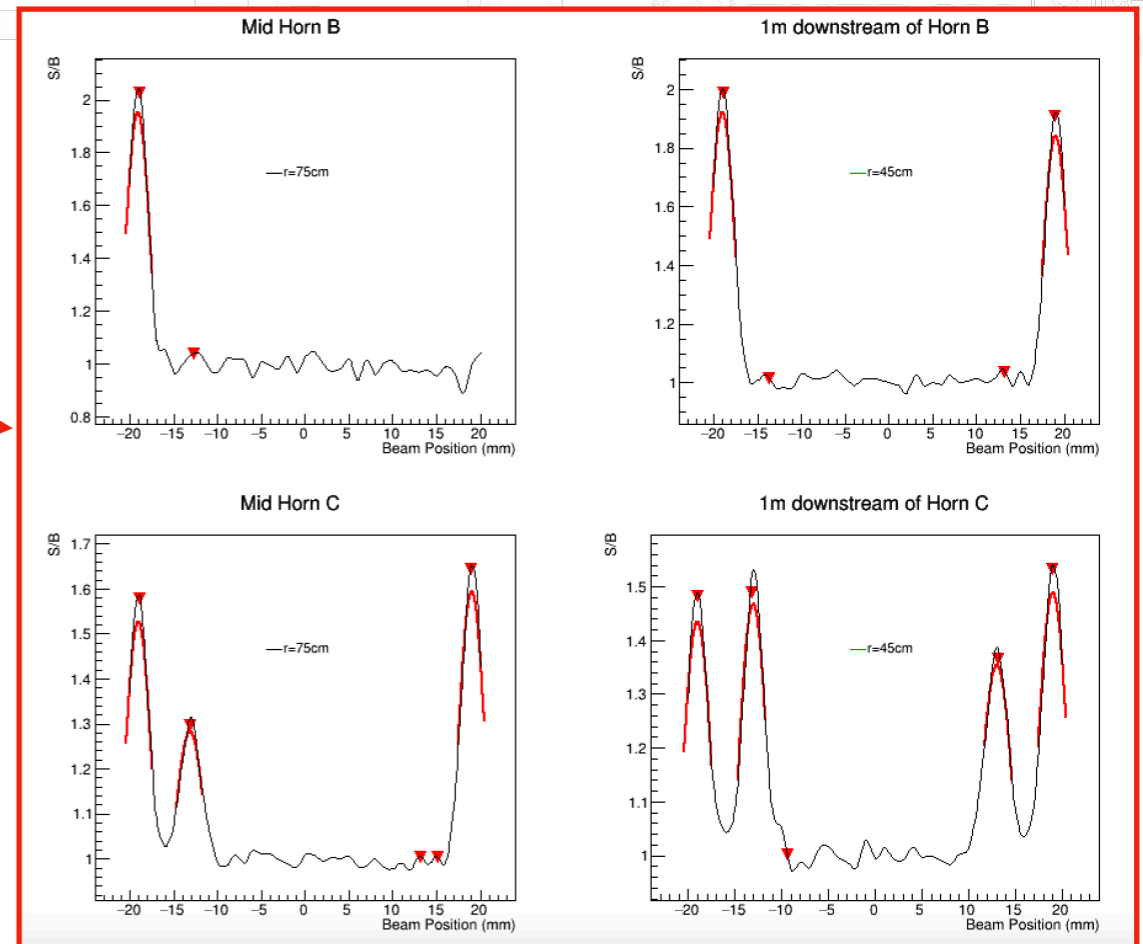 Mid Horn B
S/B
2
1.8
1.6
1.4
1.2
1
0.8
r=75cm
−20 −15 −10 −5 0 5 10 15 20
Beam Position (mm)
1m downstream of Horn B
S/B
2
1.8
1.6
1.4
1.2
1
r=45cm
−20 −15 −10 −5 0 5 10 15 20
Beam Position (mm)
Mid Horn C
S/B
1.7
1.6
1.5
1.4
1.3
1.2
1.1
1
r=75cm
−20 −15 −10 −5 0 5 10 15 20
Beam Position (mm)
1m downstream of Horn C
S/B
1.5
1.4
1.3
1.2
1.1
1
r=45cm
−20 −15 −10 −5 0 5 10 15 20
Beam Position (mm)